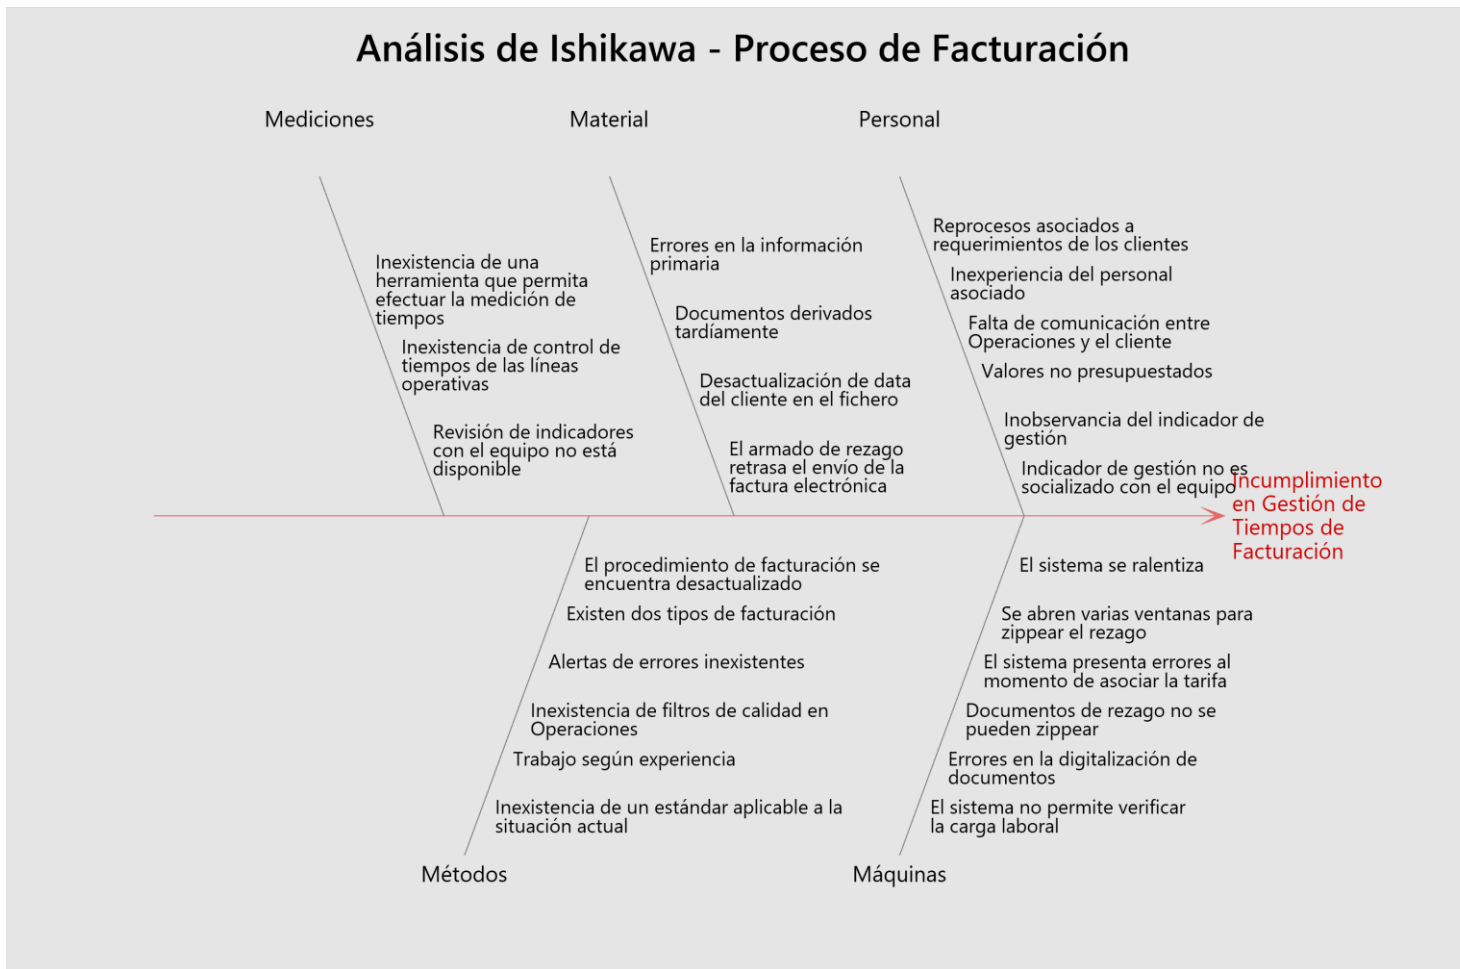 Análisis de Ishikawa - Proceso de Facturación
Mediciones
Material
Personal
Inexistencia de una
herramienta que permita
efectuar la medición de
tiempos
Inexistencia de control de
tiempos de las líneas
operativas
Revisión de indicadores
con el equipo no está
disponible
Errores en la información
primaria
Documentos derivados
tardíamente
Desactualización de data
del cliente en el fichero
El armado de rezago
retrasa el envío de la
factura electrónica
Reprocesos asociados a
requerimientos de los clientes
Inexperiencia del personal
asociado
Falta de comunicación entre
Operaciones y el cliente
Valores no presupuestados
Inobservancia del indicador de
gestión
Indicador de gestión no es
socializado con el equipo
Incumplimiento
en Gestión de
Tiempos de
Facturación
El procedimiento de facturación se
encuentra desactualizado
Existen dos tipos de facturación
Alertas de errores inexistentes
Inexistencia de filtros de calidad en
Operaciones
Trabajo según experiencia
Inexistencia de un estándar aplicable a la
situación actual
El sistema se ralentiza
Se abren varias ventanas para
zippear el rezago
El sistema presenta errores al
momento de asociar la tarifa
Documentos de rezago no se
pueden zippear
Errores en la digitalización de
documentos
El sistema no permite verificar
la carga laboral
Métodos
Máquinas